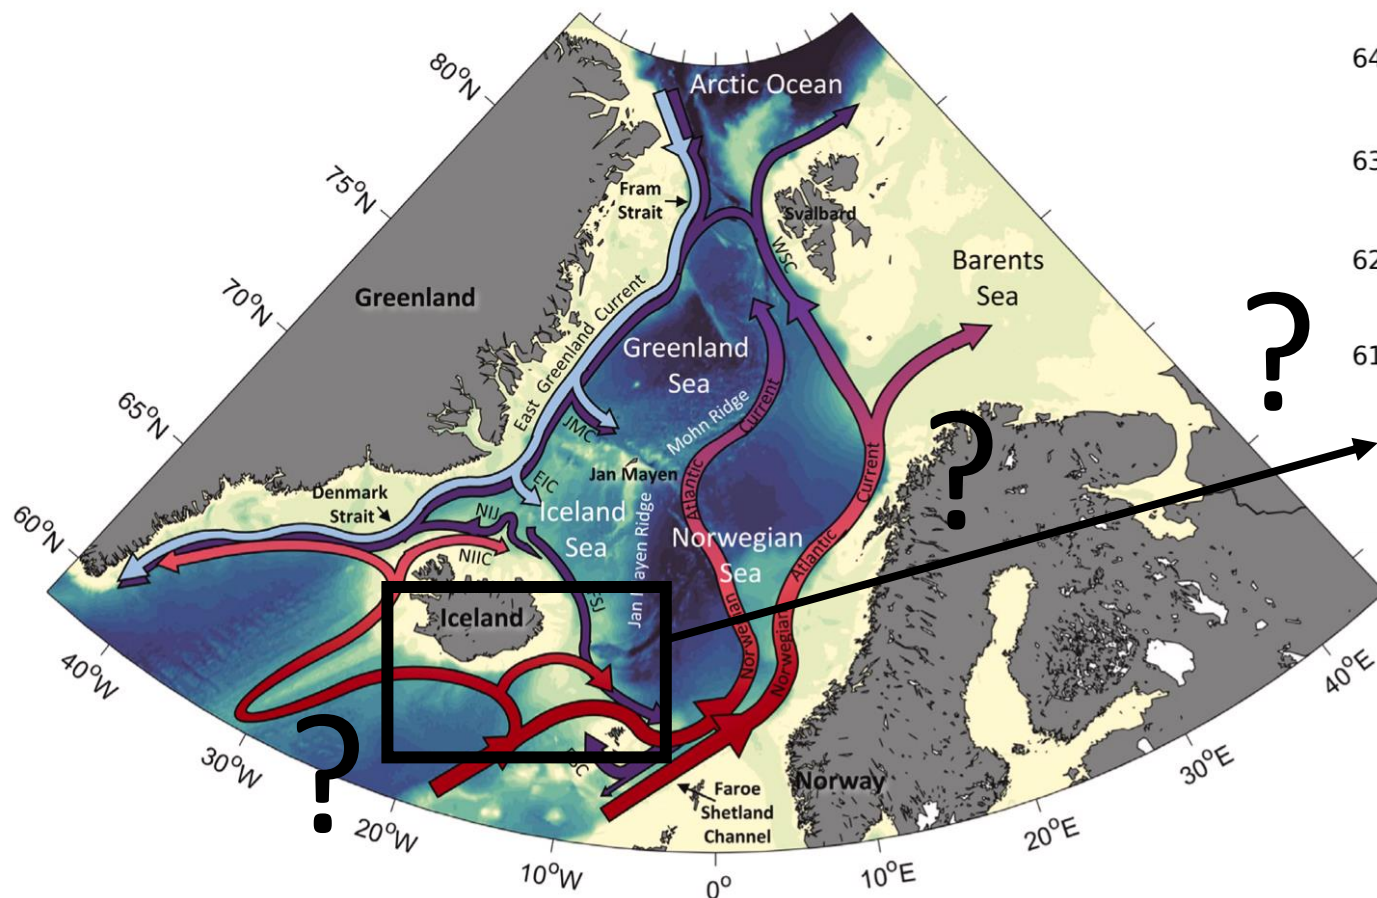 Arctic Ocean
80°N
64
63
62
61
75°N
Fram
Strait
Svalbard
WSC
Barents
Sea
Greenland
70°N
East Greenland Current
Greenland
Sea
?
65°N
JMC
Mohn Ridge
Atlantic
Current
?
Jan Mayen
Denmark
Strait
EIC
Iceland
Sea
Jan Mayen Ridge
Norwegian
Sea
Norwegian
Atlantic
Current
Norwegian
60°N
NIJ
NIIC
Iceland
40°W
30°W
?
20°W
10°W
0°
10°E
20°E
30°E
40°E
Faroe
Shetland
Channel
Norway